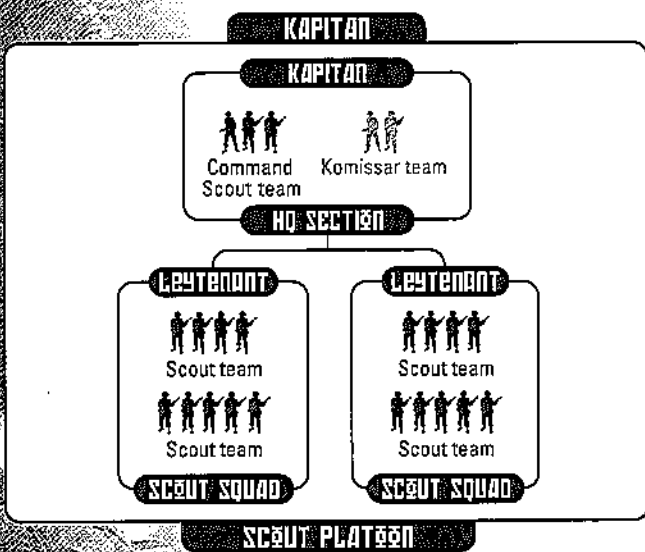 KAPITAN
KAPITAN
Command
Scout team
Komissar team
HQ SECTION
LEYTENANT
LEYTENANT
Scout team
Scout team
Scout team
Scout team
SCOUT SQUAD
SCOUT SQUAD
SCOUT PLATOON